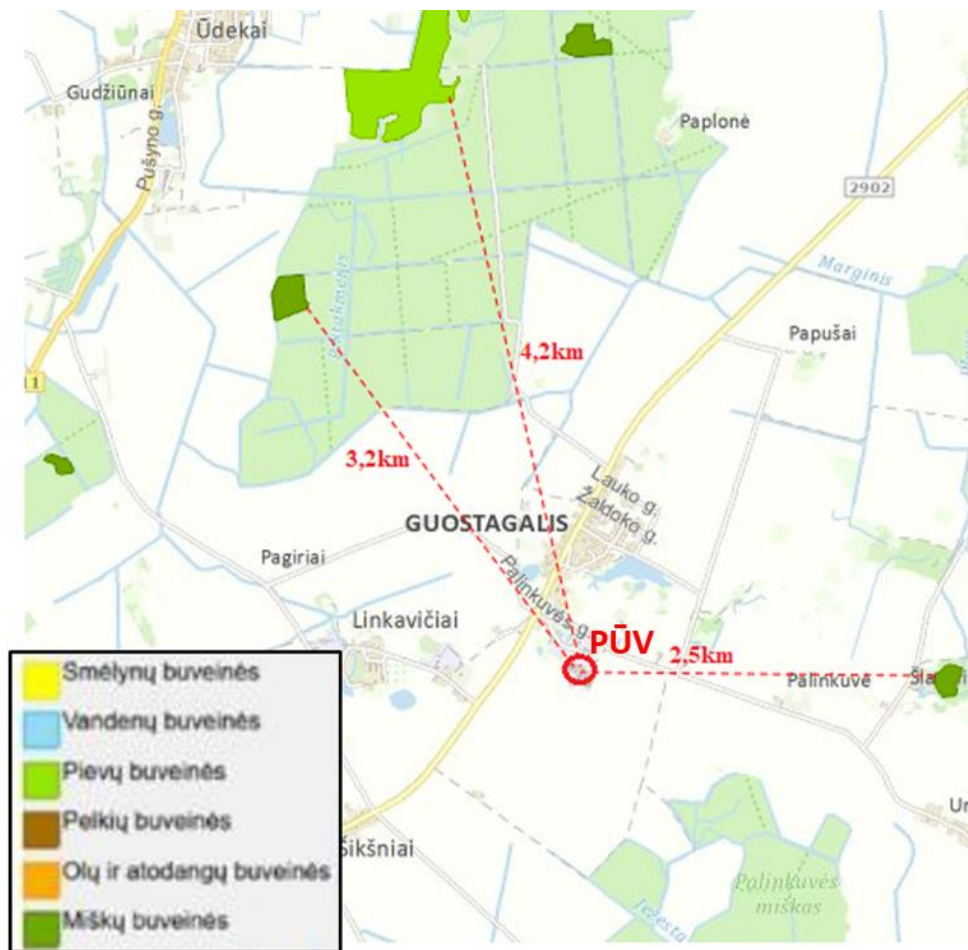 Ūdekai
Gudžiūnai
Pušyno g.
Paplonė
2902
Marginis
Papušai
4,2km
3,2km
Lauko g.
Žaldoko g.
GUOSTAGALIS
Pagiriai
Palinkuvės g.
Linkavičiai
PŪV
2,5km
Palinkuvė
Šikšniai
Palinkuvės
miškas
Ježesta
Smėlynų buveinės
Vandenų buveinės
Pievų buveinės
Pelkių buveinės
Olų ir atodangų buveinės
Miškų buveinės